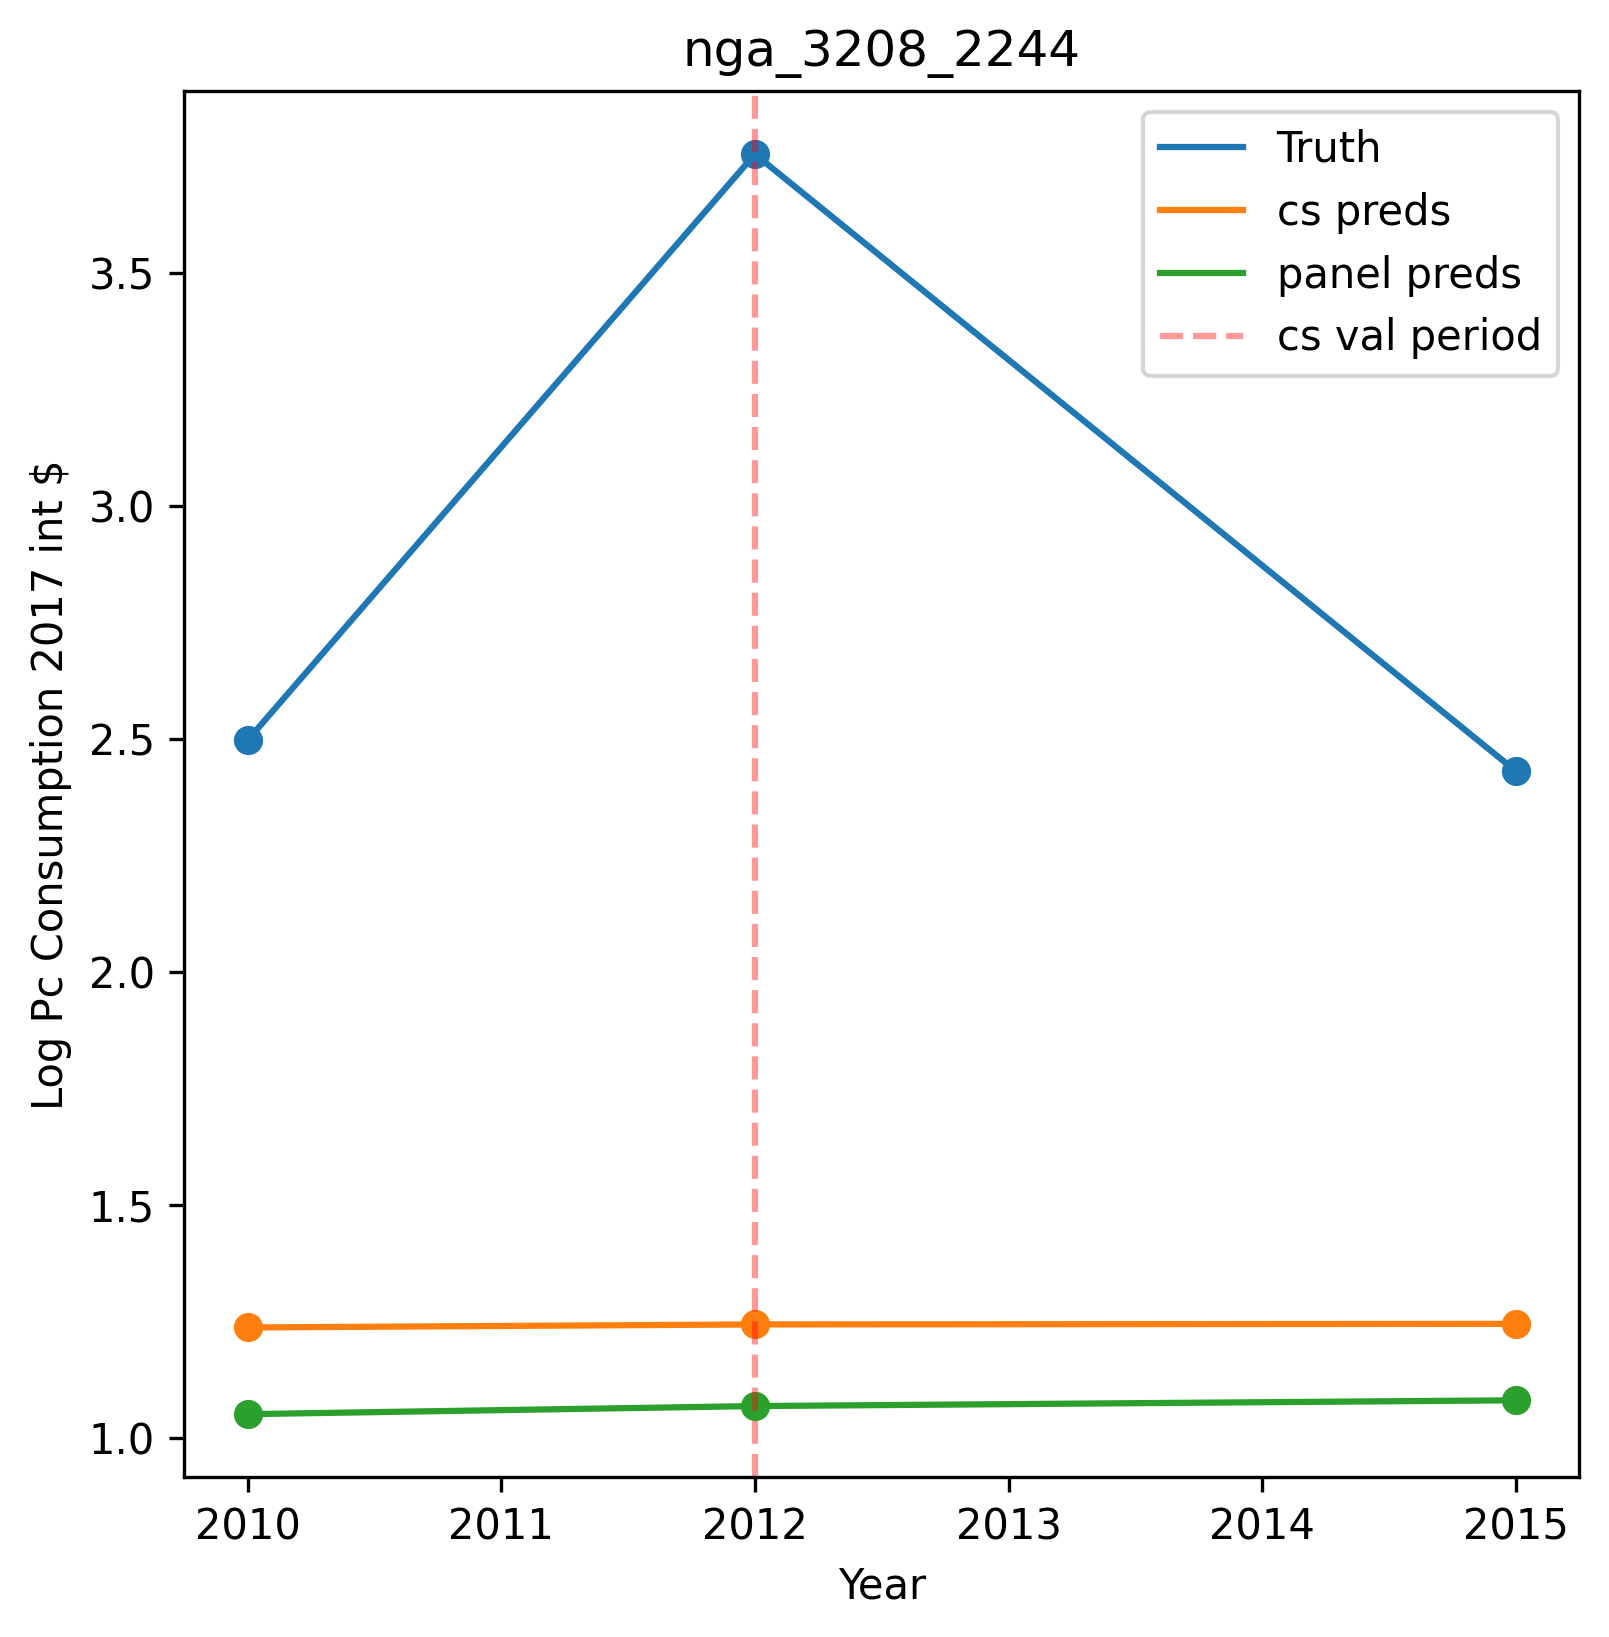 nga_3208_2244
Truth
cs preds
panel preds
cs val period
Log Pc Consumption 2017 int $
3.5
3.0
2.5
2.0
1.5
1.0
2010 2011 2012 2013 2014 2015
Year